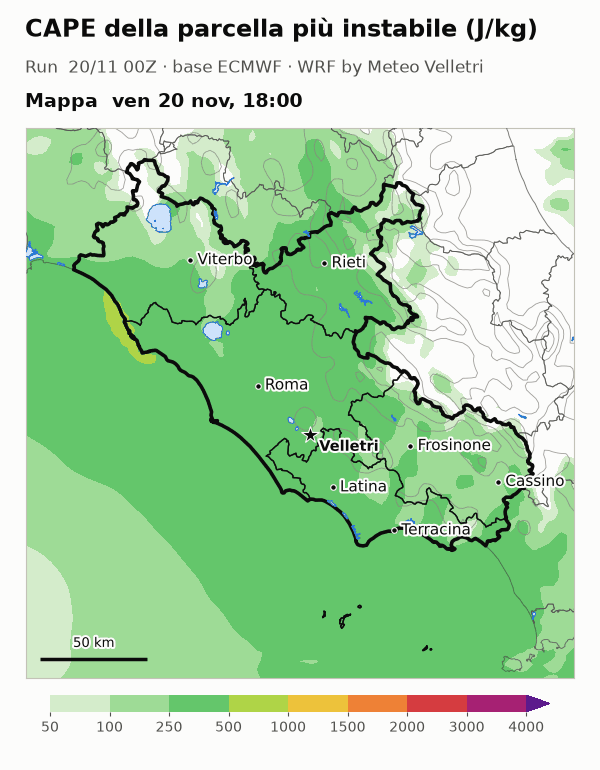 CAPE della parcella più instabile (J/kg)
Run  20/11 00Z · base ECMWF · WRF by Meteo Velletri
Mappa  ven 20 nov, 18:00
Viterbo
Rieti
Roma
Velletri
Frosinone
Cassino
Latina
Terracina
50 km
50 100 250 500 1000 1500 2000 3000 4000